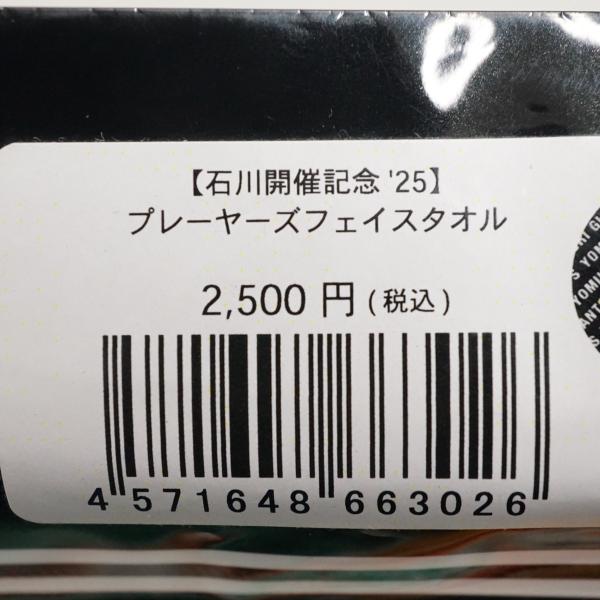 【石川開催記念 '25】
プレーヤーズフェイスタオル
2,500 円 (税込)
4 571648 663026